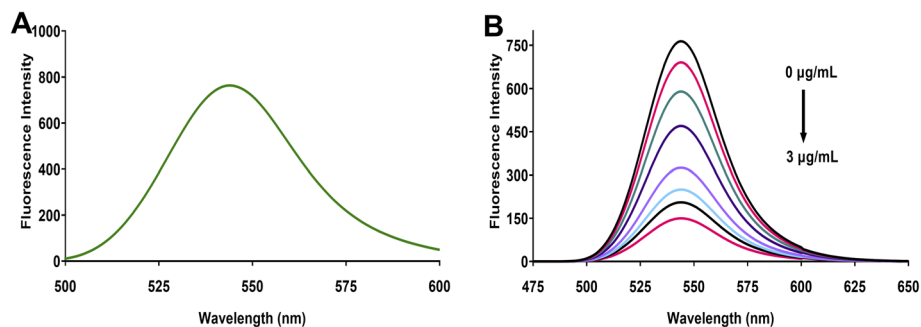 A
Fluorescence Intensity
1000
800
600
400
200
0
500 525 550 575 600
Wavelength (nm)
B
Fluorescence Intensity
750
600
450
300
150
0
0 µg/mL
3 µg/mL
475 500 525 550 575 600 625 650
Wavelength (nm)